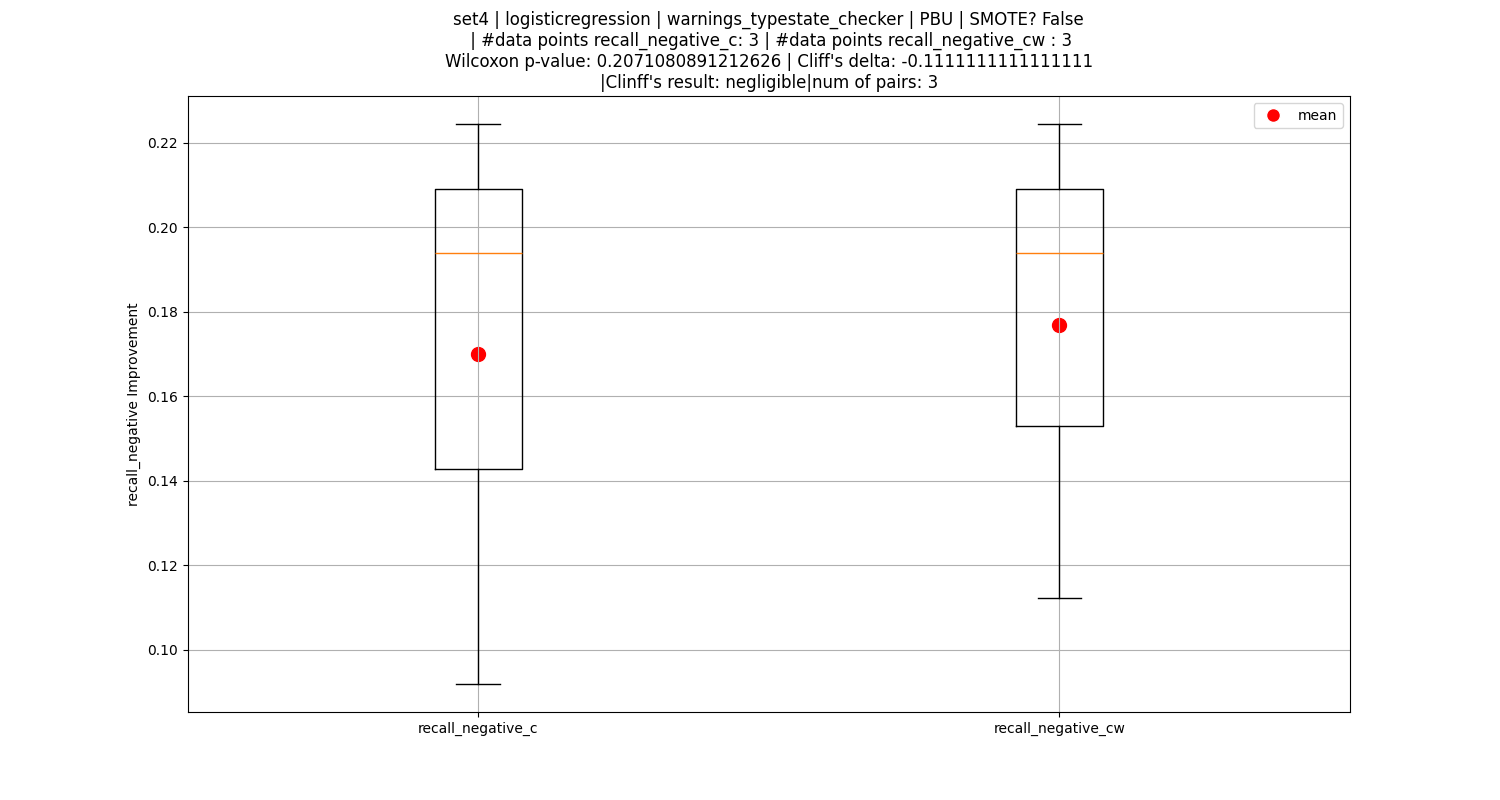 set4 | logisticregression | warnings_typestate_checker | PBU | SMOTE? False
| #data points recall_negative_c: 3 | #data points recall_negative_cw : 3
Wilcoxon p-value: 0.2071080891212626 | Cliff's delta: -0.1111111111111111
|Clinff's result: negligible|num of pairs: 3
mean
0.22
0.20
0.18
0.16
0.14
0.12
0.10
recall_negative Improvement
recall_negative_c
recall_negative_cw